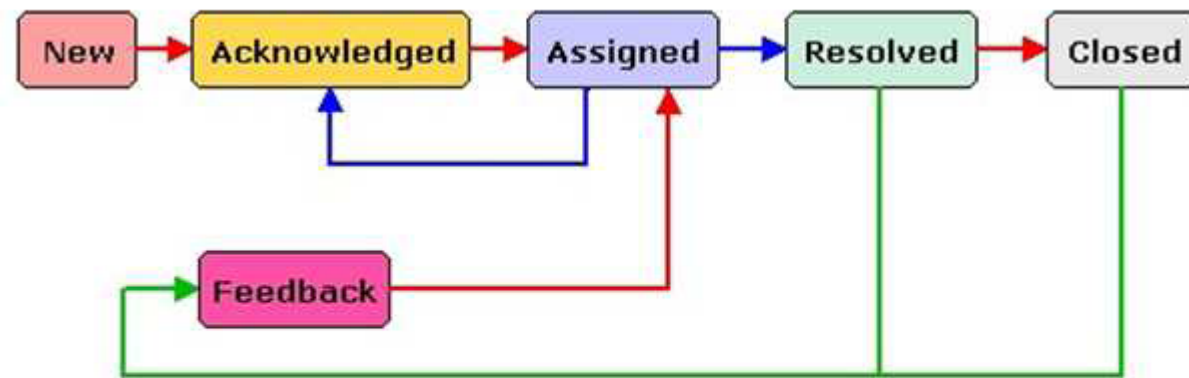 New
Acknowledged
Assigned
Resolved
Closed
Feedback